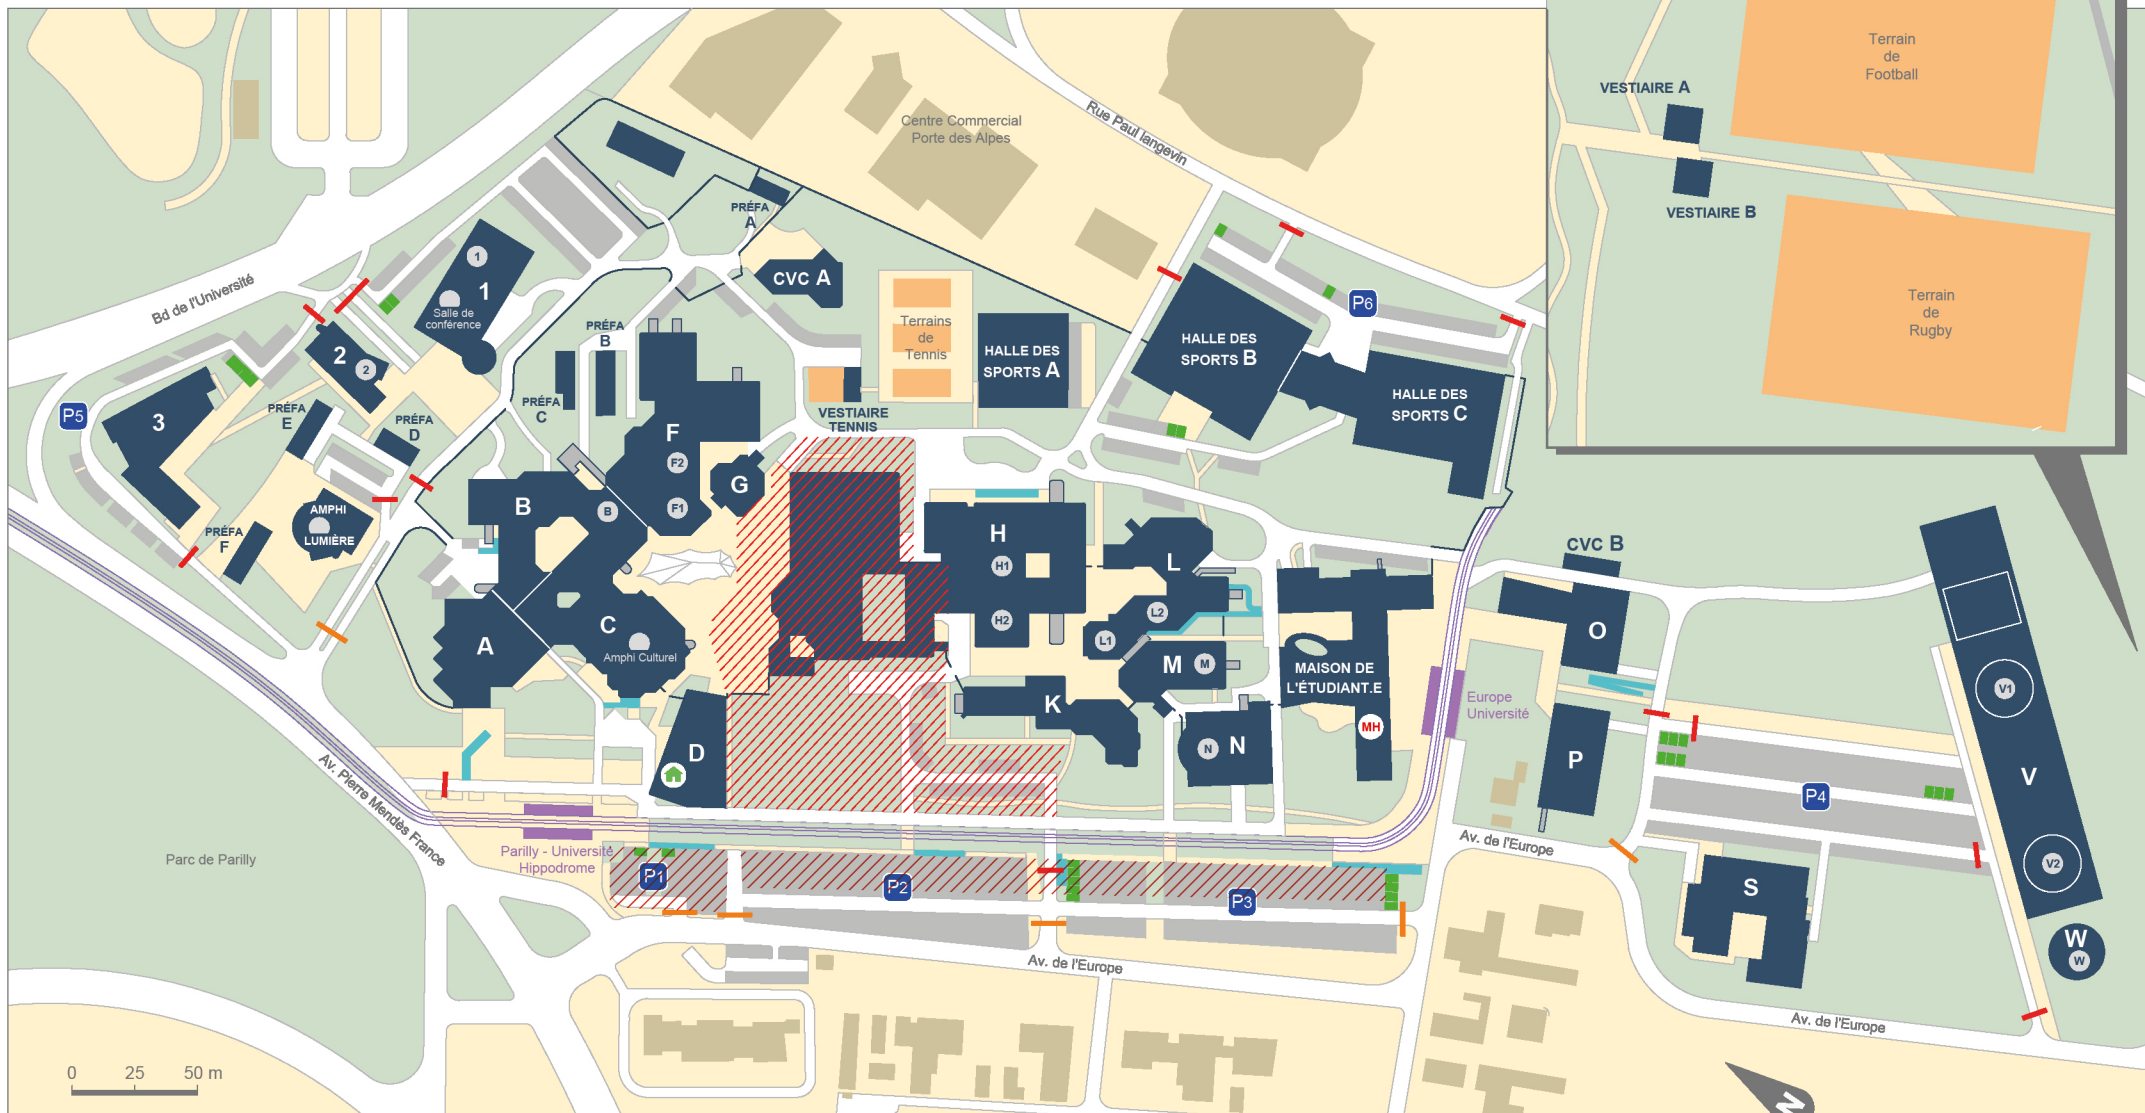 Terrain
de
Football
VESTIAIRE A
VESTIAIRE B
Terrain
de
Rugby
Centre Commercial
Porte des Alpes
Rue Paul langevin
Bd de l'Université
PRÉFA
A
CVC A
1
1
Salle de
conférence
2
2
3
P5
PRÉFA
E
PRÉFA
D
PRÉFA
C
PRÉFA
B
PRÉFA
F
AMPHI
LUMIÈRE
Terrains
de
Tennis
VESTIAIRE
TENNIS
HALLE DES
SPORTS A
HALLE DES
SPORTS B
HALLE DES
SPORTS C
P6
F
F2
F1
G
B
B
A
C
Amphi Culturel
D
H
H1
H2
L
L2
L1
M
M
K
N
N
MAISON DE
L'ÉTUDIANT.E
MH
CVC B
O
P
Europe
Université
P4
V1
V
V2
W
W
S
Parc de Parilly
Av. Pierre Mendès France
Parilly - Université
Hippodrome
P1
P2
P3
Av. de l'Europe
Av. de l'Europe
Av. de l'Europe
0 25 50 m
N